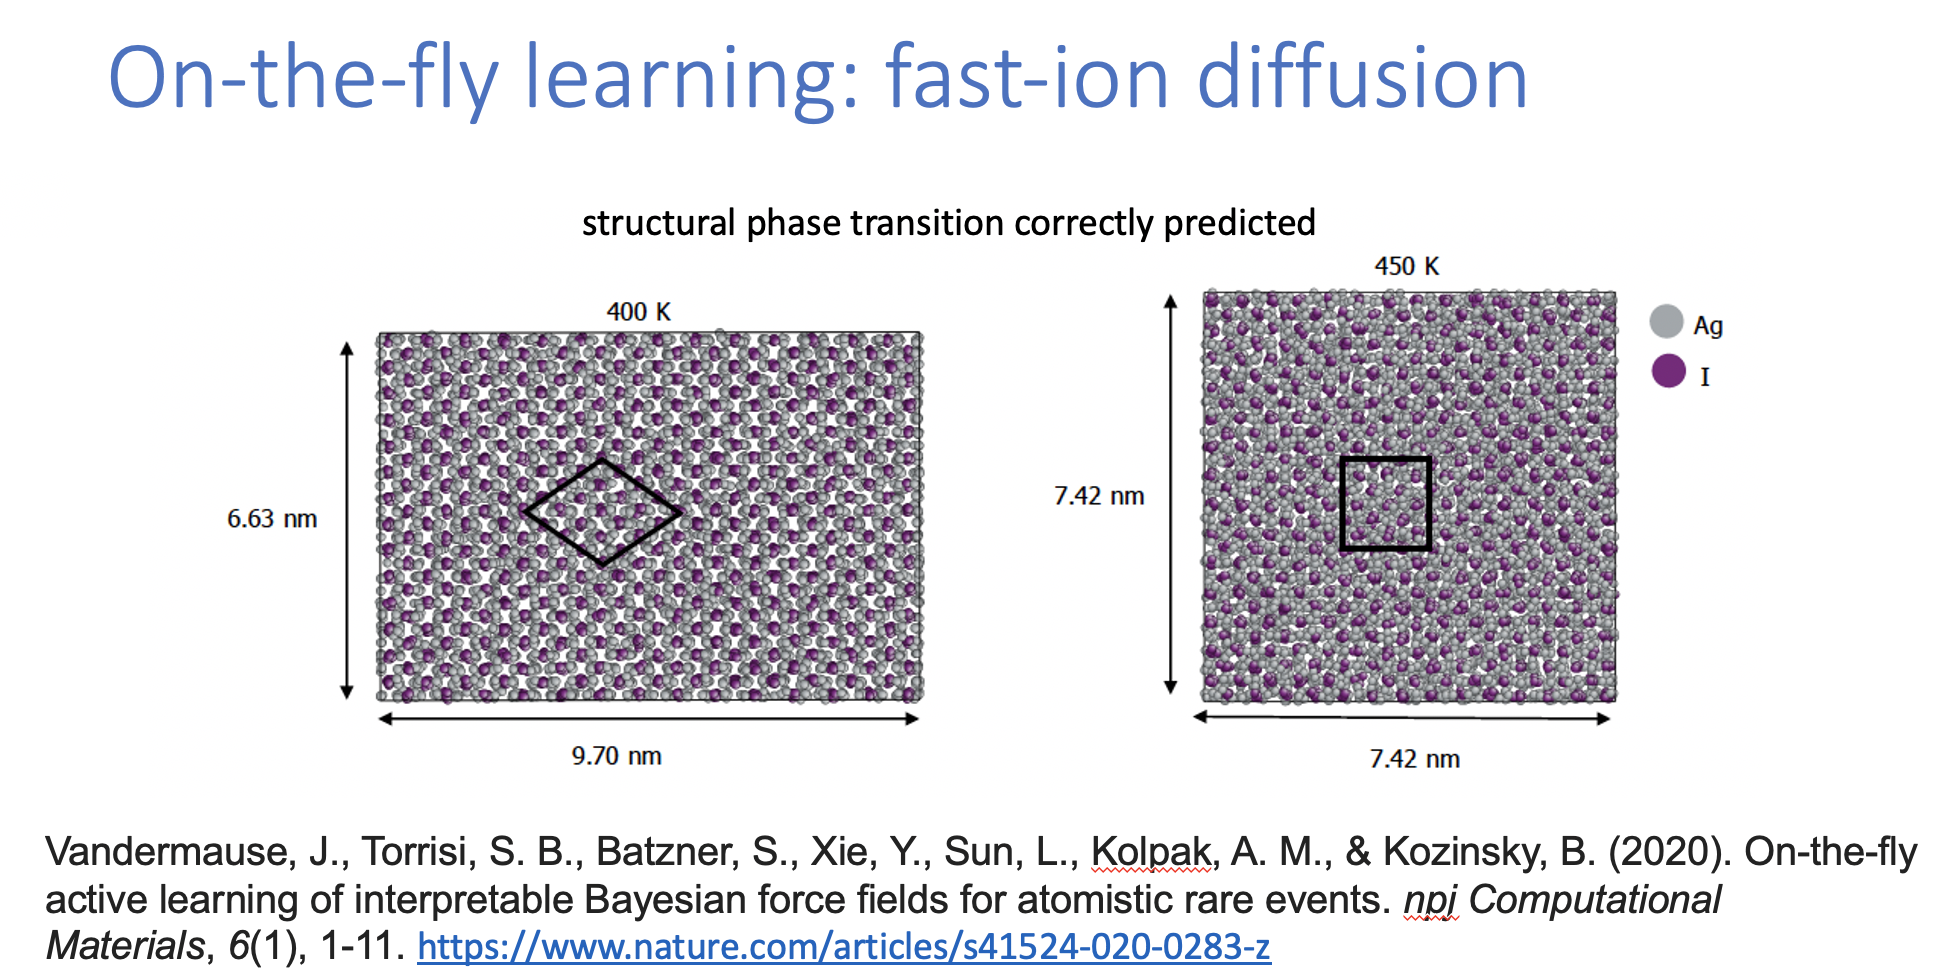 On-the-fly learning: fast-ion diffusion
structural phase transition correctly predicted
400 K
6.63 nm
9.70 nm
450 K
7.42 nm
7.42 nm
Ag
I
Vandermause, J., Torrisi, S. B., Batzner, S., Xie, Y., Sun, L., Kolpak, A. M., & Kozinsky, B. (2020). On-the-fly
active learning of interpretable Bayesian force fields for atomistic rare events. npj Computational
Materials, 6(1), 1-11. https://www.nature.com/articles/s41524-020-0283-z